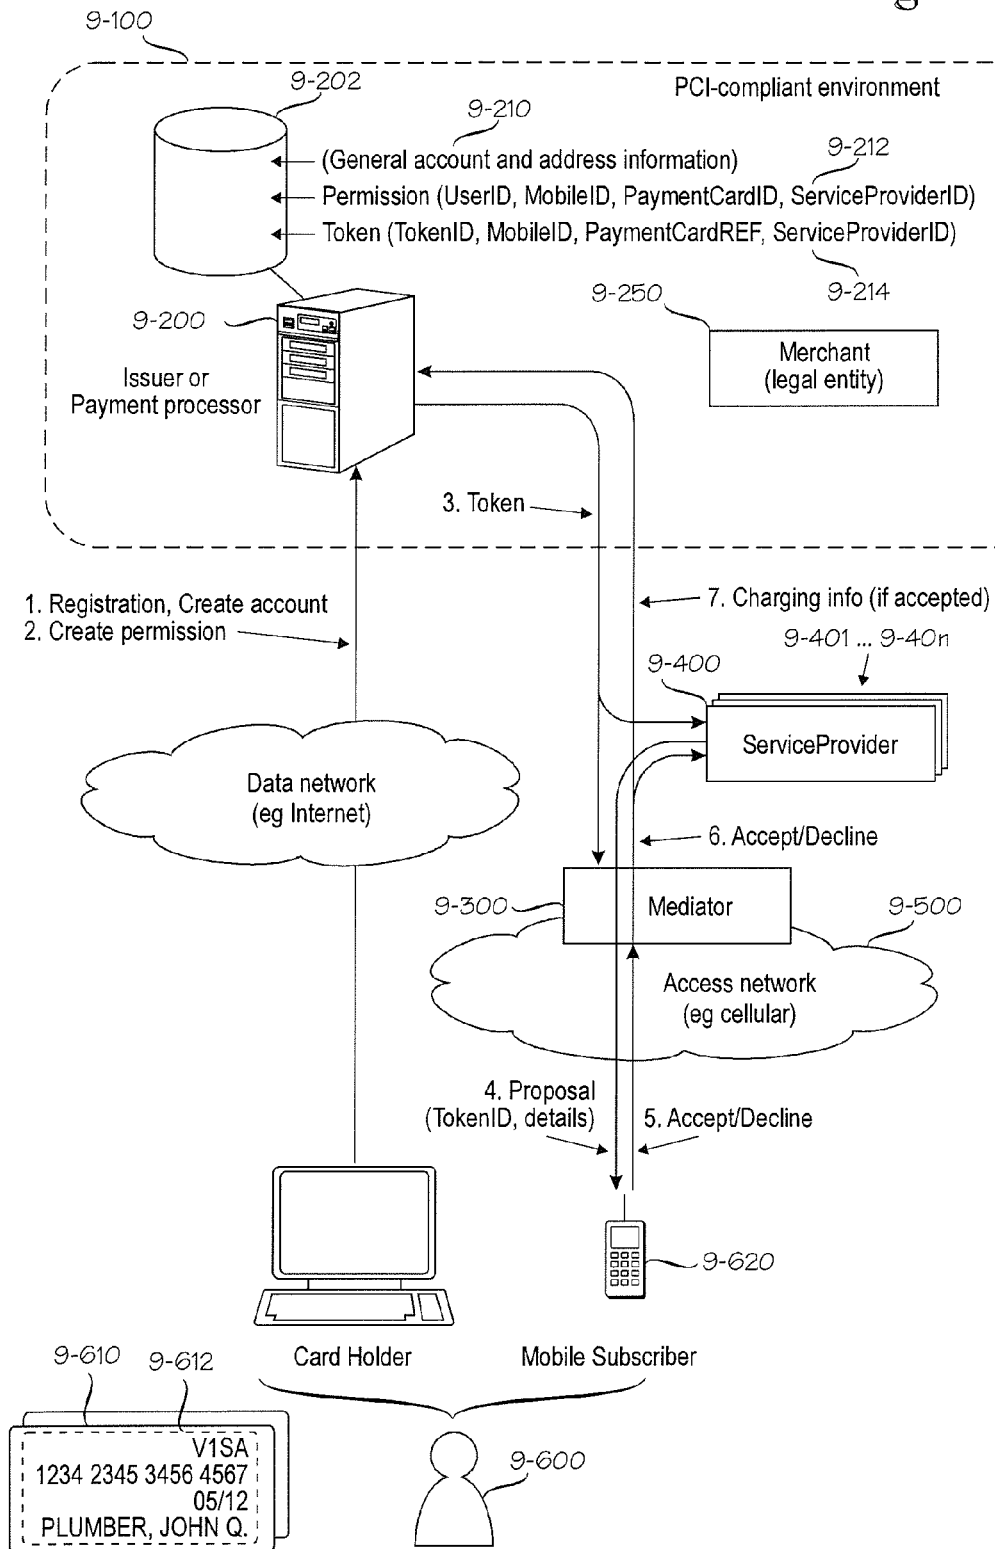 g
9-100
9-202
PCI-compliant environment
9-210
(General account and address information)
9-212
Permission (UserID, MobileID, PaymentCardID, ServiceProviderID)
Token (TokenID, MobileID, PaymentCardREF, ServiceProviderID)
9-214
9-250
9-200
Merchant
(legal entity)
Issuer or
Payment processor
3. Token
1. Registration, Create account
2. Create permission
7. Charging info (if accepted)
9-401 ... 9-40n
9-400
ServiceProvider
Data network
(eg Internet)
6. Accept/Decline
9-300
Mediator
9-500
Access network
(eg cellular)
4. Proposal
(TokenID, details)
5. Accept/Decline
9-620
Card Holder
Mobile Subscriber
9-610
9-612
V1SA
1234 2345 3456 4567
05/12
PLUMBER, JOHN Q.
9-600